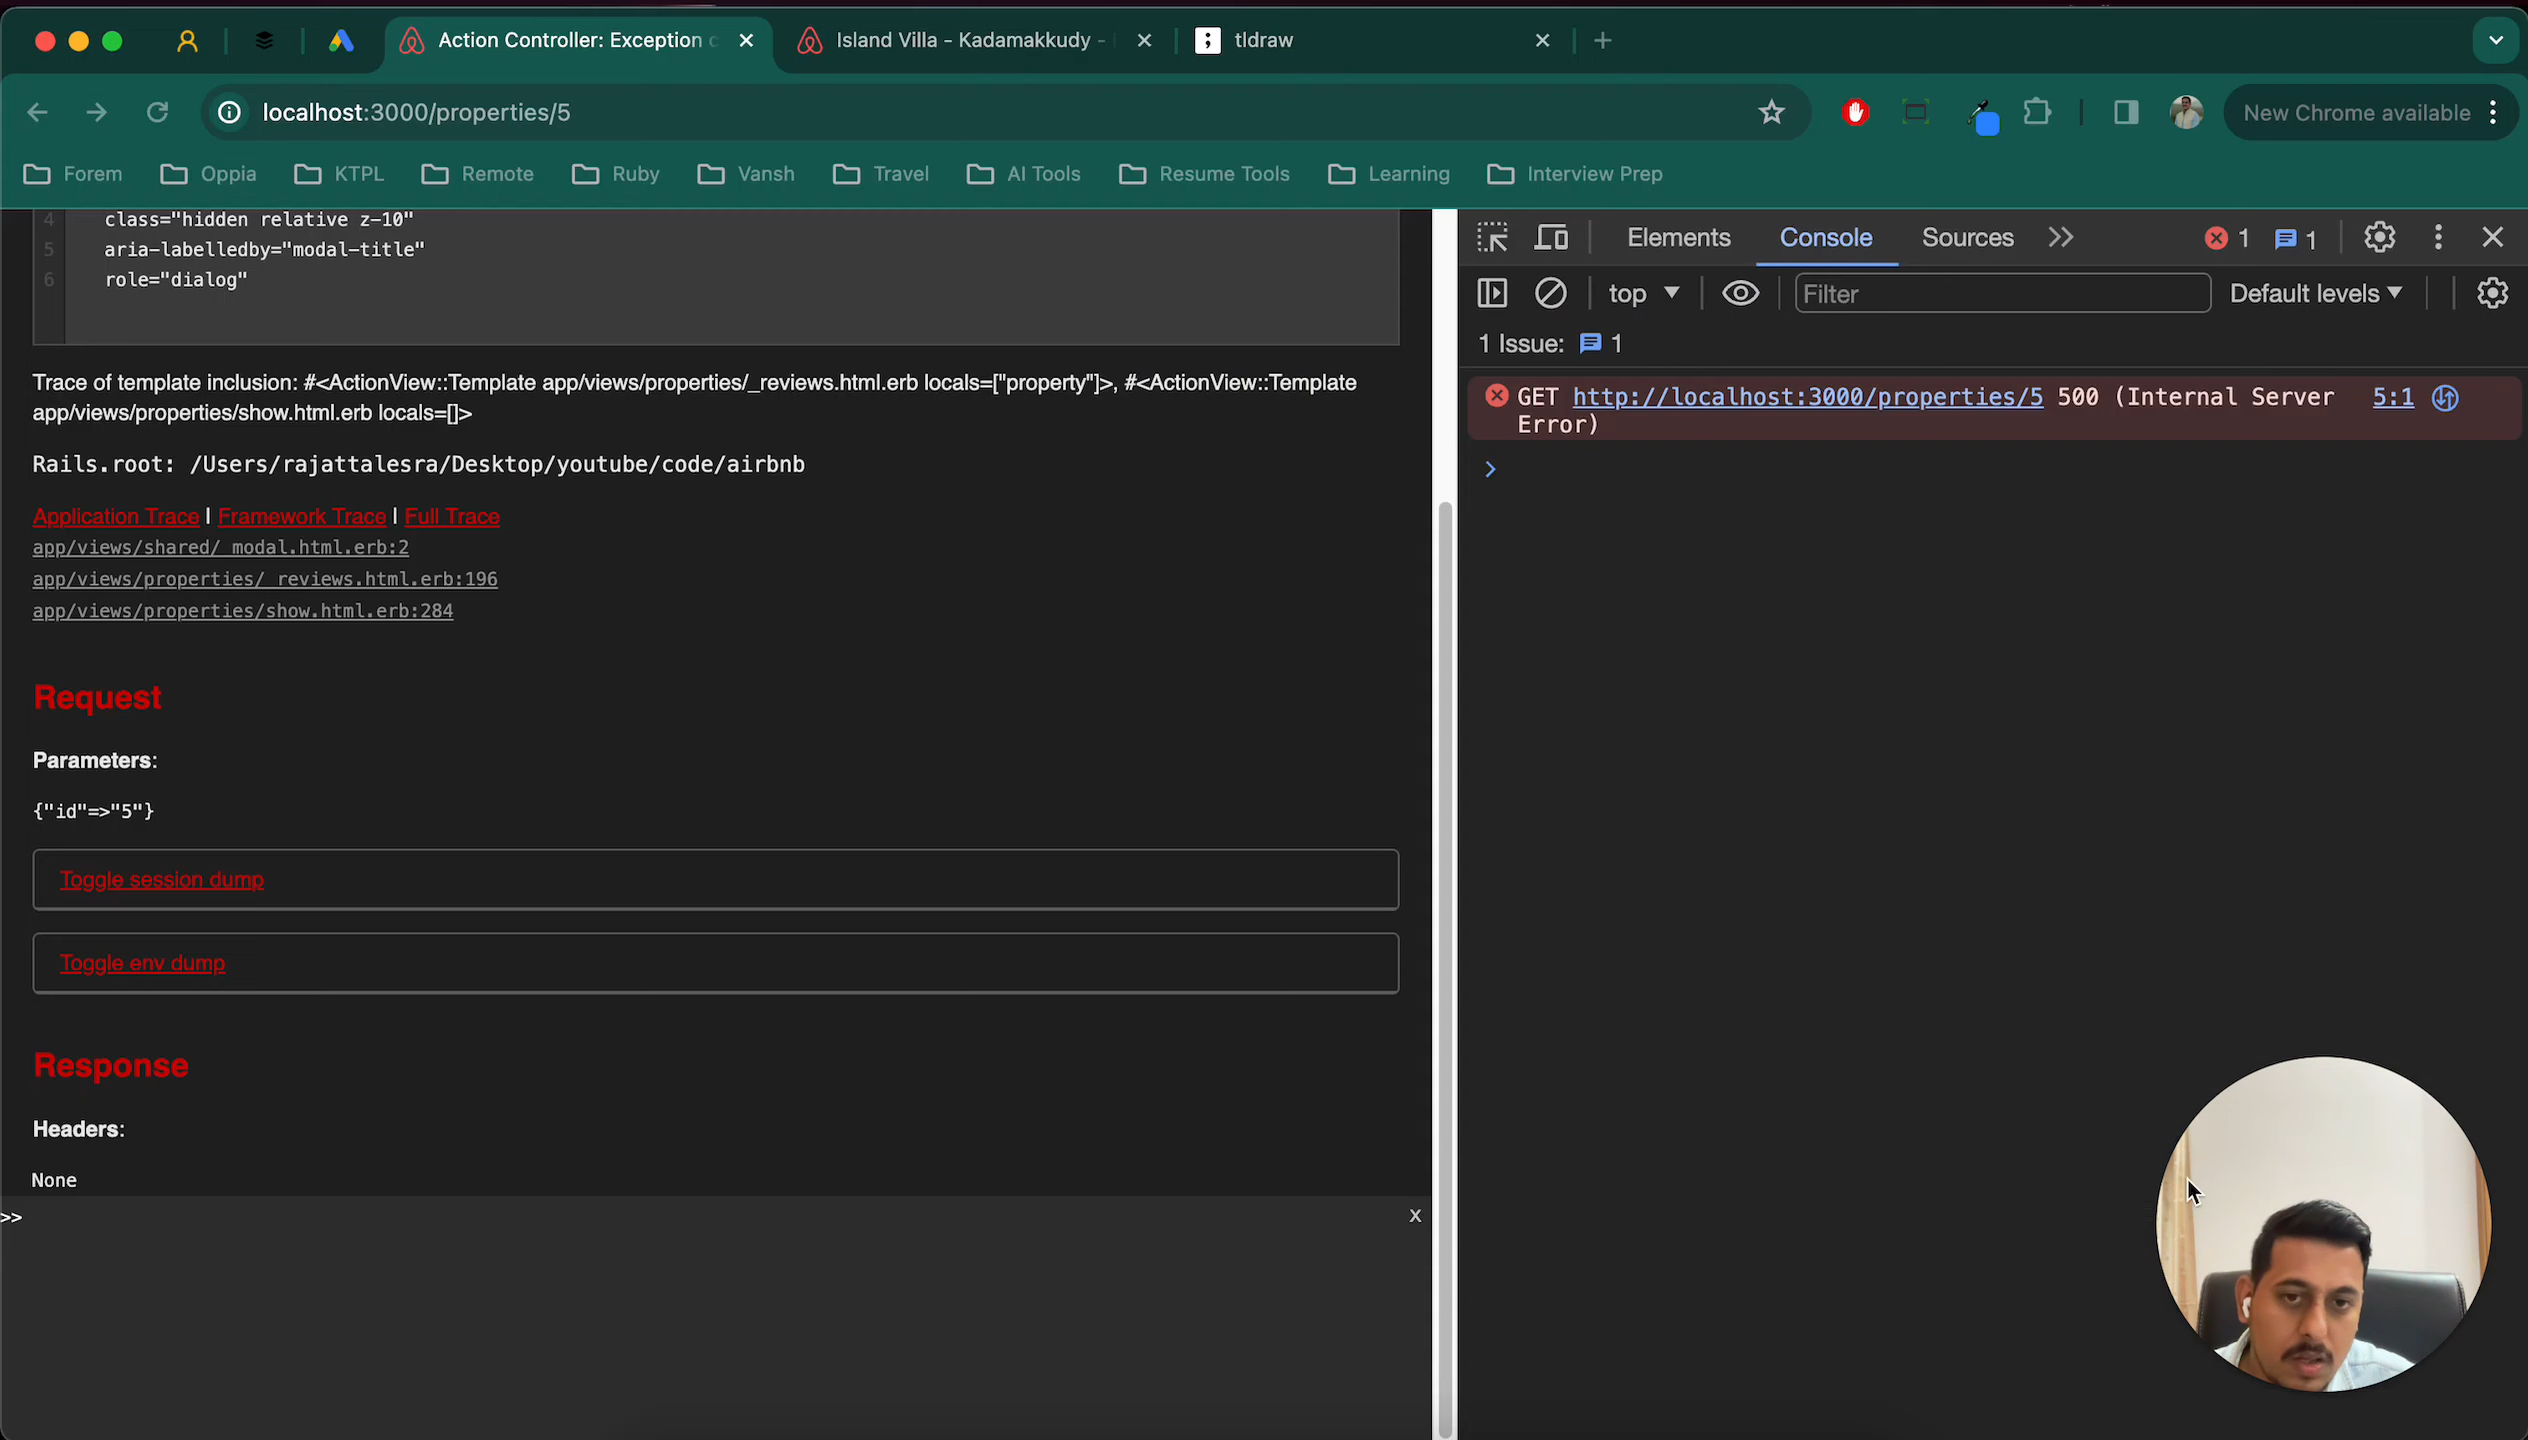 Action Controller: Exception c
Island Villa - Kadamakkudy -
tldraw
localhost:3000/properties/5
New Chrome available
Forem
Oppia
KTPL
Remote
Ruby
Vansh
Travel
AI Tools
Resume Tools
Learning
Interview Prep
4 class="hidden relative z-10"
5 aria-labelledby="modal-title"
6 role="dialog"
Trace of template inclusion: #<ActionView::Template app/views/properties/_reviews.html.erb locals=["property"]>, #<ActionView::Template
app/views/properties/show.html.erb locals=[]>
Rails.root: /Users/rajattalesra/Desktop/youtube/code/airbnb
Application Trace | Framework Trace | Full Trace
app/views/shared/_modal.html.erb:2
app/views/properties/_reviews.html.erb:196
app/views/properties/show.html.erb:284
Request
Parameters:
{"id"=>"5"}
Toggle session dump
Toggle env dump
Response
Headers:
None
>>
x
Elements
Console
Sources
1
1
top
Filter
Default levels
1 Issue: 1
GET http://localhost:3000/properties/5 500 (Internal Server
Error)
5:1